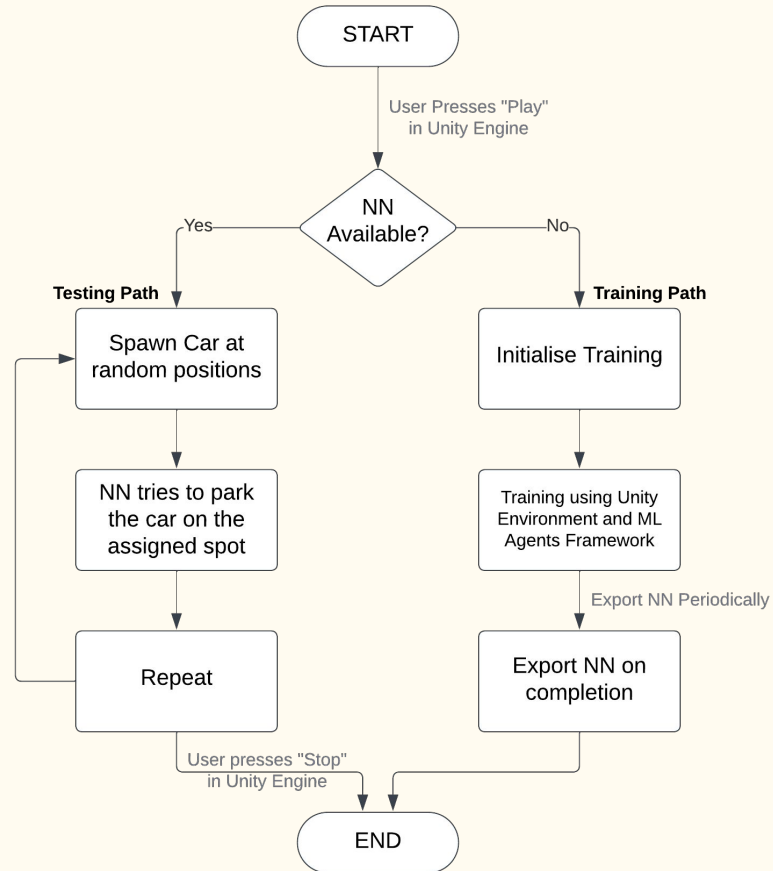 START
User Presses "Play"
in Unity Engine
NN
Available?
Yes
No
Testing Path
Training Path
Spawn Car at
random positions
Initialise Training
NN tries to park
the car on the
assigned spot
Training using Unity
Environment and ML
Agents Framework
Export NN Periodically
Repeat
Export NN on
completion
User presses "Stop"
in Unity Engine
END